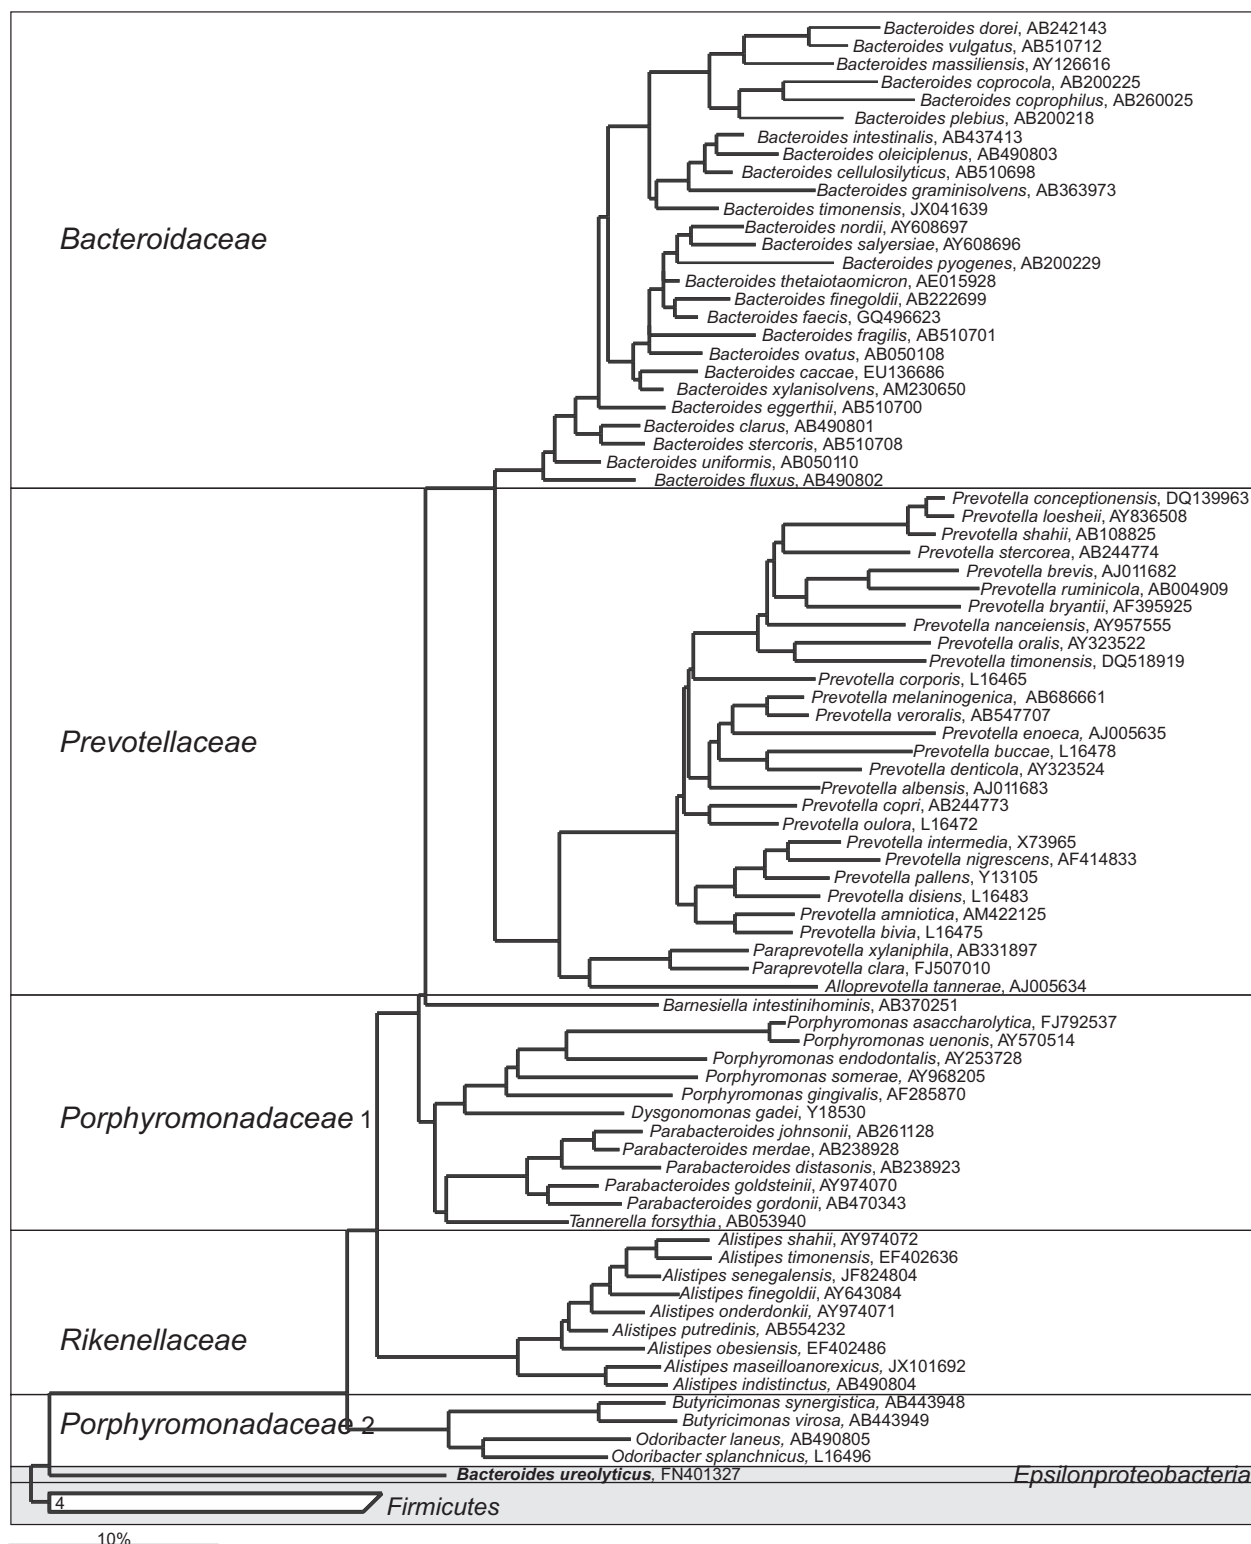 Bacteroides dorei, AB242143
Bacteroides vulgatus, AB510712
Bacteroides massiliensis, AY126616
Bacteroides coprocola, AB200225
Bacteroides coprophilus, AB260025
Bacteroides plebius, AB200218
Bacteroides intestinalis, AB437413
Bacteroides oleiciplenus, AB490803
Bacteroides cellulosilyticus, AB510698
Bacteroides graminisolvens, AB363973
Bacteroides timonensis, JX041639
Bacteroides nordii, AY608697
Bacteroidaceae
Bacteroides salyersiae, AY608696
Bacteroides pyogenes, AB200229
Bacteroides thetaiotaomicron, AE015928
Bacteroides finegoldii, AB222699
Bacteroides faecis, GQ496623
Bacteroides fragilis, AB510701
Bacteroides ovatus, AB050108
Bacteroides caccae, EU136686
Bacteroides xylanisolvens, AM230650
Bacteroides eggerthii, AB510700
Bacteroides clarus, AB490801
Bacteroides stercoris, AB510708
Bacteroides uniformis, AB050110
Bacteroides fluxus, AB490802
Prevotella conceptionensis, DQ139963
Prevotella loesheii, AY836508
Prevotella shahii, AB108825
Prevotella stercorea, AB244774
Prevotella brevis, AJ011682
Prevotella ruminicola, AB004909
Prevotella bryantii, AF395925
Prevotella nanceiensis, AY957555
Prevotella oralis, AY323522
Prevotella timonensis, DQ518919
Prevotella corporis, L16465
Prevotella melaninogenica, AB686661
Prevotella veroralis, AB547707
Prevotella enoeca, AJ005635
Prevotellaceae
Prevotella buccae, L16478
Prevotella denticola, AY323524
Prevotella albensis, AJ011683
Prevotella copri, AB244773
Prevotella oulora, L16472
Prevotella intermedia, X73965
Prevotella nigrescens, AF414833
Prevotella pallens, Y13105
Prevotella disiens, L16483
Prevotella amniotica, AM422125
Prevotella bivia, L16475
Paraprevotella xylaniphila, AB331897
Paraprevotella clara, FJ507010
Alloprevotella tannerae, AJ005634
Barnesiella intestinihominis, AB370251
Porphyromonas asaccharolytica, FJ792537
Porphyromonas uenonis, AY570514
Porphyromonas endodontalis, AY253728
Porphyromonas somerae, AY968205
Porphyromonas gingivalis, AF285870
Dysgonomonas gadei, Y18530
Porphyromonadaceae 1
Parabacteroides johnsonii, AB261128
Parabacteroides merdae, AB238928
Parabacteroides distasonis, AB238923
Parabacteroides goldsteinii, AY974070
Parabacteroides gordonii, AB470343
Tannerella forsythia, AB053940
Alistipes shahii, AY974072
Alistipes timonensis, EF402636
Alistipes senegalensis, JF824804
Alistipes finegoldii, AY643084
Alistipes onderdonkii, AY974071
Alistipes putredinis, AB554232
Rikenellaceae
Alistipes obesiensis, EF402486
Alistipes maseilloanorexicus, JX101692
Alistipes indistinctus, AB490804
Butyricimonas synergistica, AB443948
Butyricimonas virosa, AB443949
Porphyromonadaceae 2
Odoribacter laneus, AB490805
Odoribacter splanchnicus, L16496
Bacteroides ureolyticus, FN401327
Epsilonproteobacteria
4
Firmicutes
10%